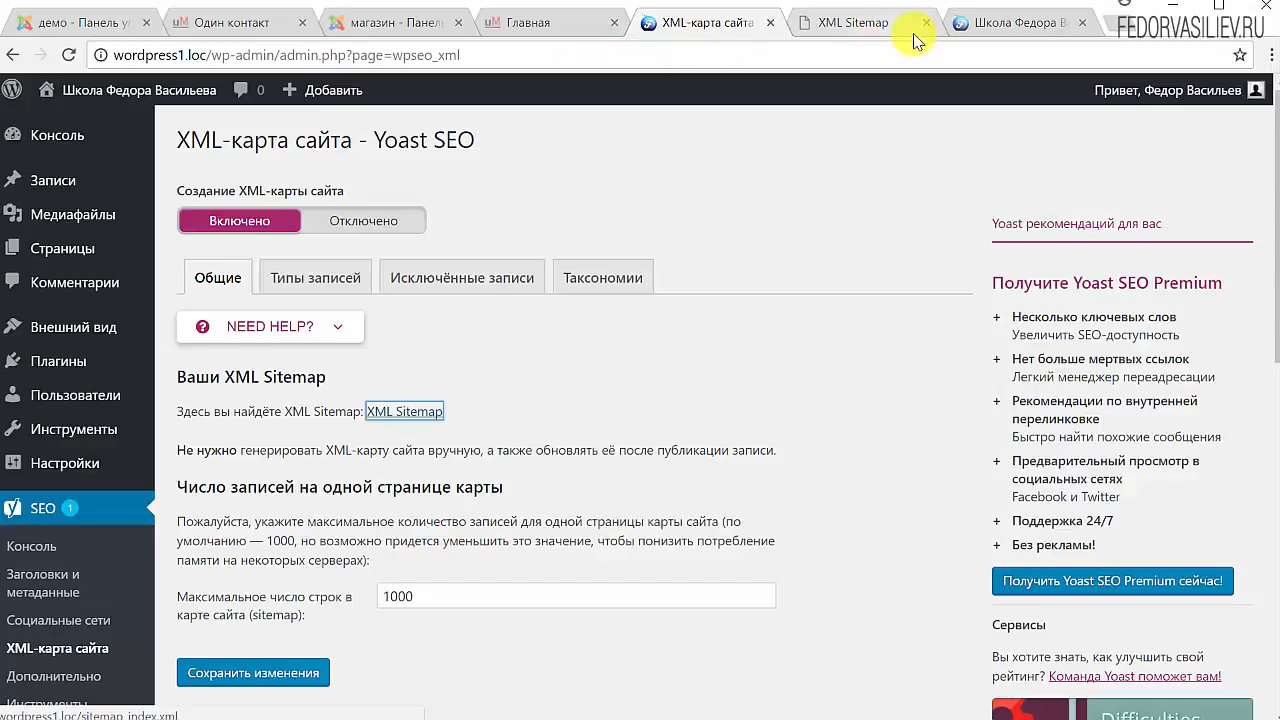 демо - Панель у
Один контакт
магазин - Панель
Главная
XML-карта сайта
XML Sitemap
Школа Федора Ва
FEDORVASILIEV.RU
wordpress1.loc/wp-admin/admin.php?page=wpseo_xml
Школа Федора Васильева
0
Добавить
Привет, Федор Васильев
Консоль
Записи
Медиафайлы
Страницы
Комментарии
Внешний вид
Плагины
Пользователи
Инструменты
Настройки
SEO 1
Консоль
Заголовки и
метаданные
Социальные сети
XML-карта сайта
Дополнительно
Инструменты
wordpress1.loc/sitemap_index.xml
XML-карта сайта - Yoast SEO
Создание XML-карты сайта
Включено
Отключено
Общие
Типы записей
Исключённые записи
Таксономии
NEED HELP?
Ваши XML Sitemap
Здесь вы найдёте XML Sitemap: XML Sitemap
Не нужно генерировать XML-карту сайта вручную, а также обновлять её после публикации записи.
Число записей на одной странице карты
Пожалуйста, укажите максимальное количество записей для одной страницы карты сайта (по
умолчанию — 1000, но возможно придется уменьшить это значение, чтобы понизить потребление
памяти на некоторых серверах):
Максимальное число строк в
карте сайта (sitemap):
1000
Сохранить изменения
Yoast рекомендаций для вас
Получите Yoast SEO Premium
+ Несколько ключевых слов
Увеличить SEO-доступность
+ Нет больше мертвых ссылок
Легкий менеджер переадресации
+ Рекомендации по внутренней
перелинковке
Быстро найти похожие сообщения
+ Предварительный просмотр в
социальных сетях
Facebook и Twitter
+ Поддержка 24/7
+ Без рекламы!
Получить Yoast SEO Premium сейчас!
Сервисы
Вы хотите знать, как улучшить свой
рейтинг? Команда Yoast поможет вам!
Difficulties